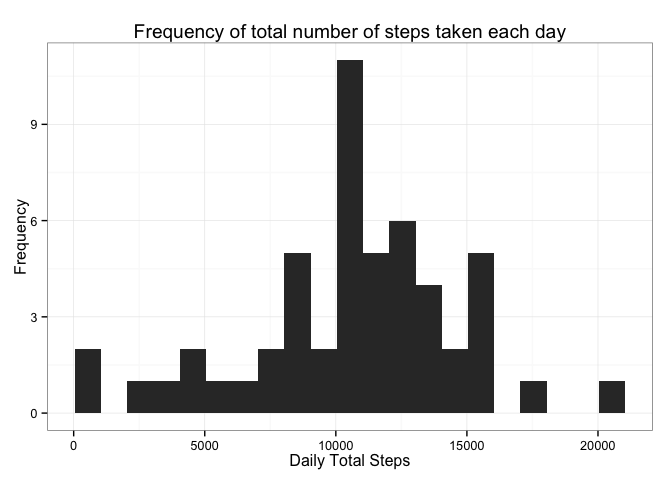 Frequency of total number of steps taken each day
Frequency
9
6
3
0
0 5000 10000 15000 20000
Daily Total Steps